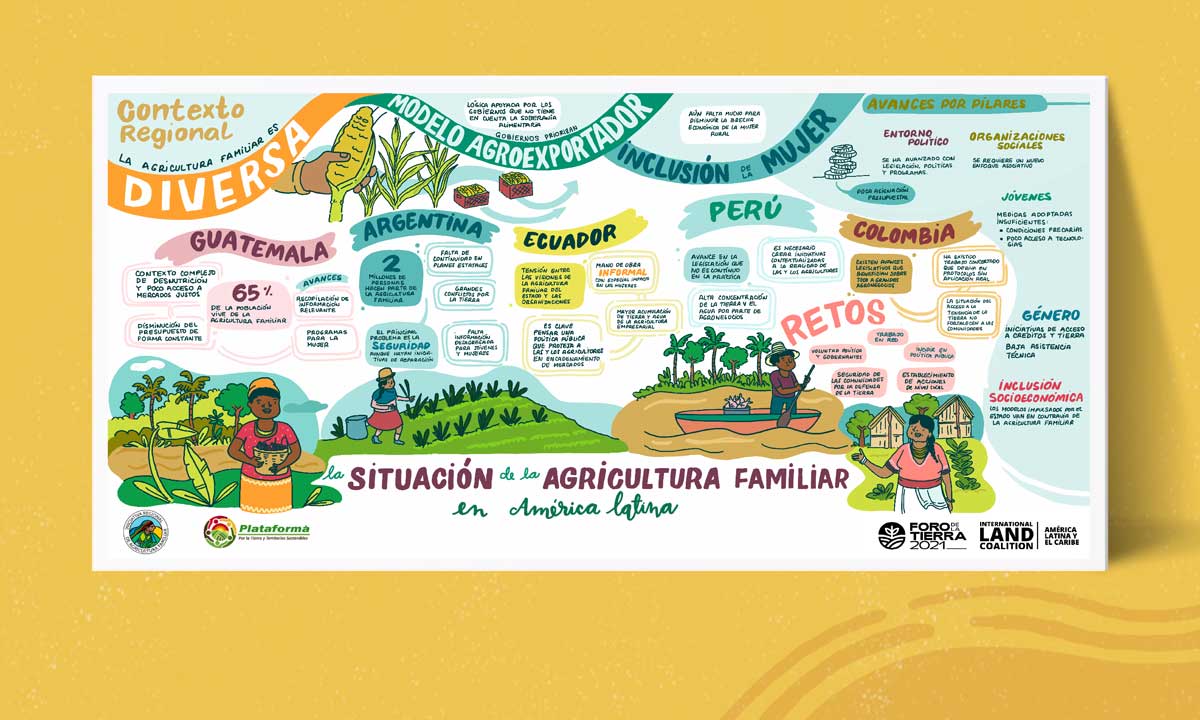 Contexto
Regional
LA AGRICULTURA FAMILIAR ES
DIVERSA
MODELO AGROEXPORTADOR
LÓGICA APOYADA POR LOS
GOBIERNOS QUE NO TIENE
EN CUENTA LA SOBERANÍA
ALIMENTARIA
GOBIERNOS PRIORIZAN
INCLUSIÓN DE LA MUJER
AÚN FALTA MUCHO PARA
DISMINUIR LA BRECHA
ECONÓMICA DE LA MUJER
RURAL
AVANCES POR PILARES
ENTORNO
POLÍTICO
SE HA AVANZADO CON
LEGISLACIÓN, POLÍTICAS
Y PROGRAMAS.
POCA ASIGNACIÓN
PRESUPUESTAL
ORGANIZACIONES
SOCIALES
SE REQUIERE UN NUEVO
ENFOQUE ASOCIATIVO
JÓVENES
MEDIDAS ADOPTADAS
INSUFICIENTES:
• CONDICIONES PRECARIAS
• POCO ACCESO A TECNOLO-
GÍAS
GÉNERO
INICIATIVAS DE ACCESO
A CRÉDITOS Y TIERRA
BAJA ASISTENCIA
TÉCNICA
INCLUSIÓN
SOCIOECONÓMICA
LOS MODELOS IMPULSADOS POR EL
ESTADO VAN EN CONTRAVÍA DE
LA AGRICULTURA FAMILIAR
GUATEMALA
CONTEXTO COMPLEJO
DE DESNUTRICIÓN
Y POCO ACCESO A
MERCADOS JUSTOS
65%
DE LA POBLACIÓN
VIVE DE LA
AGRICULTURA FAMILIAR
DISMINUCIÓN DEL
PRESUPUESTO DE
FORMA CONSTANTE
AVANCES
RECOPILACIÓN DE
INFORMACIÓN
RELEVANTE
PROGRAMAS
PARA LA
MUJER
ARGENTINA
2
MILLONES DE
PERSONAS
HACEN PARTE DE
LA AGRICULTURA
FAMILIAR
FALTA DE
CONTINUIDAD EN
PLANES ESTATALES
GRANDES
CONFLICTOS POR
LA TIERRA
EL PRINCIPAL
PROBLEMA ES LA
SEGURIDAD
AUNQUE HAYAN INICIA-
TIVAS DE REPARACIÓN
FALTA
INFORMACIÓN
DESAGREGADA
PARA JÓVENES
Y MUJERES
ECUADOR
TENSIÓN ENTRE
LAS VISIONES DE
LA AGRICULTURA
FAMILIAR DEL
ESTADO Y LAS
ORGANIZACIONES
MANO DE OBRA
INFORMAL
CON ESPECIAL IMPACTO
EN LAS MUJERES
MAYOR ACUMULACIÓN
DE TIERRA Y AGUA
DE LA AGRICULTURA
EMPRESARIAL
ES CLAVE
PENSAR UNA
POLÍTICA PÚBLICA
QUE PROTEJA A
LAS Y LOS AGRICULTORES
EN ENCADENAMIENTO
DE MERCADOS
PERÚ
AVANCE EN LA
LEGISLACIÓN QUE
NO ES CONTINUO
EN LA PRÁCTICA
ES NECESARIO
CREAR INICIATIVAS
CONTEXTUALIZADAS
A LA REALIDAD DE
LAS Y LOS AGRICULTORES
ALTA CONCENTRACIÓN
DE LA TIERRA Y EL
AGUA POR PARTE DE
AGRONEGOCIOS
COLOMBIA
EXISTEN AVANCES
LEGISLATIVOS QUE
BENEFICIAN SOBRE
TODO A GRANDES
AGRONEGOCIOS
HA EXISTIDO
TRABAJO CONCERTADO
QUE DERIVA EN
PROTOCOLOS SIN
APLICACIÓN REAL
LA SITUACIÓN DEL
ACCESO A LA
TENENCIA DE LA
TIERRA NO
FORTALECEN A LAS
COMUNIDADES
RETOS
TRABAJO
EN RED
VOLUNTAD POLÍTICA
Y GOBERNANTES
INCIDIR EN
POLÍTICA PÚBLICA
SEGURIDAD DE
LAS COMUNIDADES
POR LA DEFENSA
DE LA TIERRA
ESTABLECIMIENTO
DE ACCIONES
DE NIVEL LOCAL
la SITUACIÓN de la AGRICULTURA FAMILIAR
en América latina
INICIATIVA REGIONAL
DE AGRICULTURA FAMILIAR
Plataforma
Por la Tierra y Territorios Sostenibles
FORO DE LA
TIERRA
2021
INTERNATIONAL
LAND
COALITION
AMÉRICA
LATINA Y
EL CARIBE